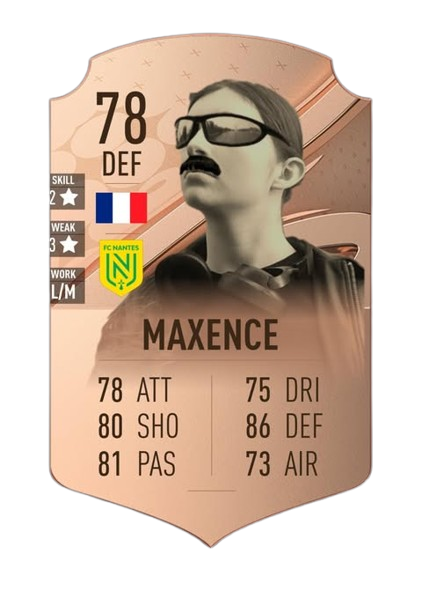 78
DEF
SKILL
2 ★
WEAK
3 ★
WORK
L/M
FC NANTES
N
MAXENCE
78 ATT 75 DRI
80 SHO 86 DEF
81 PAS 73 AIR